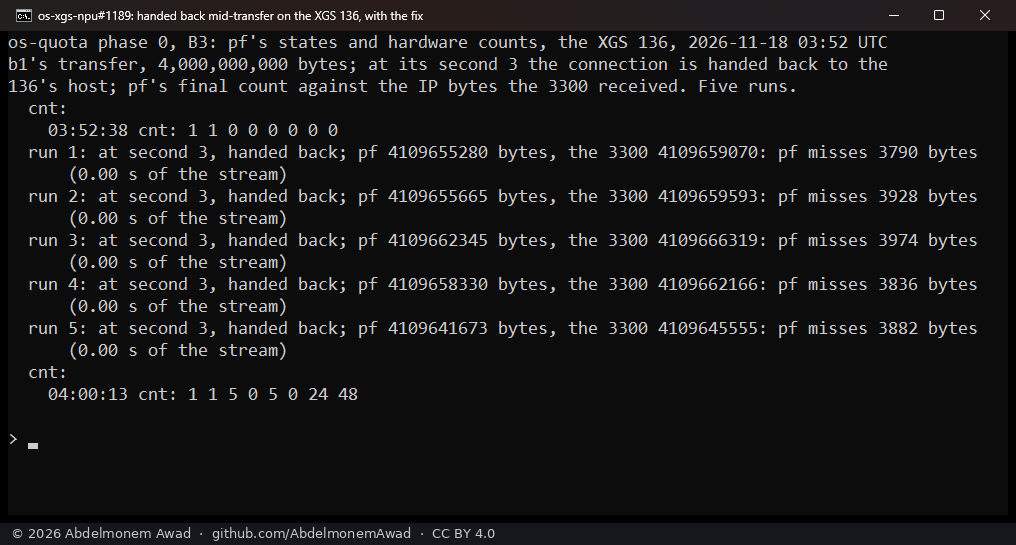 os-xgs-npu#1189: handed back mid-transfer on the XGS 136, with the fix
os-quota phase 0, B3: pf's states and hardware counts, the XGS 136, 2026-11-18 03:52 UTC
b1's transfer, 4,000,000,000 bytes; at its second 3 the connection is handed back to the
136's host; pf's final count against the IP bytes the 3300 received. Five runs.
cnt:
03:52:38 cnt: 1 1 0 0 0 0 0 0
run 1: at second 3, handed back; pf 4109655280 bytes, the 3300 4109659070: pf misses 3790 bytes
(0.00 s of the stream)
run 2: at second 3, handed back; pf 4109655665 bytes, the 3300 4109659593: pf misses 3928 bytes
(0.00 s of the stream)
run 3: at second 3, handed back; pf 4109662345 bytes, the 3300 4109666319: pf misses 3974 bytes
(0.00 s of the stream)
run 4: at second 3, handed back; pf 4109658330 bytes, the 3300 4109662166: pf misses 3836 bytes
(0.00 s of the stream)
run 5: at second 3, handed back; pf 4109641673 bytes, the 3300 4109645555: pf misses 3882 bytes
(0.00 s of the stream)
cnt:
04:00:13 cnt: 1 1 5 0 5 0 24 48
>
© 2026 Abdelmonem Awad · github.com/AbdelmonemAwad · CC BY 4.0